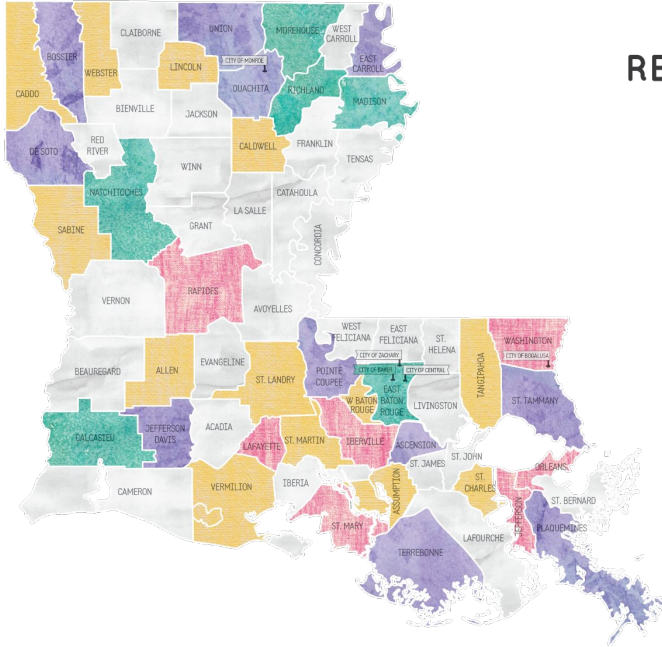 RE
CLAIBORNE
UNION
MOREHOUSE
WEST
CARROLL
EAST
CARROLL
BOSSIER
WEBSTER
LINCOLN
CITY OF MONROE
OUACHITA
RICHLAND
MADISON
CADDO
BIENVILLE
JACKSON
DE SOTO
RED
RIVER
CALDWELL
FRANKLIN
TENSAS
WINN
NATCHITOCHES
CATAHOULA
LA SALLE
SABINE
GRANT
CONCORDIA
VERNON
RAPIDES
AVOYELLES
WEST
FELICIANA
EAST
FELICIANA
ST.
HELENA
WASHINGTON
CITY OF ZACHARY
CITY OF BOGALUSA
BEAUREGARD
ALLEN
EVANGELINE
ST. LANDRY
POINTE
COUPEE
CITY OF BAKER
CITY OF CENTRAL
TANGIPAHOA
EAST
BATON
ROUGE
W BATON
ROUGE
LIVINGSTON
ST. TAMMANY
CALCASIEU
JEFFERSON
DAVIS
ACADIA
LAFAYETTE
ST. MARTIN
IBERVILLE
ASCENSION
ST. JOHN
ST. JAMES
ORLEANS
CAMERON
VERMILION
IBERIA
ASSUMPTION
ST.
CHARLES
ST. BERNARD
ST. MARY
JEFFERSON
PLAQUEMINES
LAFOURCHE
TERREBONNE